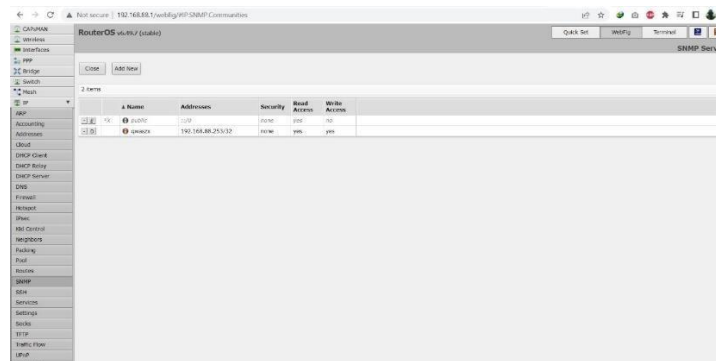 Not secure 192.168.89.1/webfig/#IP:SNMP.Communities
RouterOS v6.49.7 (stable)
Quick Set WebFig Terminal
SNMP Serv
Close Add New
2 items
Name Addresses Security Read Access Write Access
public ::/0 none yes no
192.168.88.253/32 none yes yes
CAPsMAN
Wireless
Interfaces
PPP
Bridge
Switch
Mesh
IP
ARP
Accounting
Addresses
Cloud
DHCP Client
DHCP Relay
DHCP Server
DNS
Firewall
Hotspot
IPsec
Kid Control
Neighbors
Packing
Pool
Routes
SNMP
SSH
Services
Settings
Socks
TFTP
Traffic Flow
UPnP